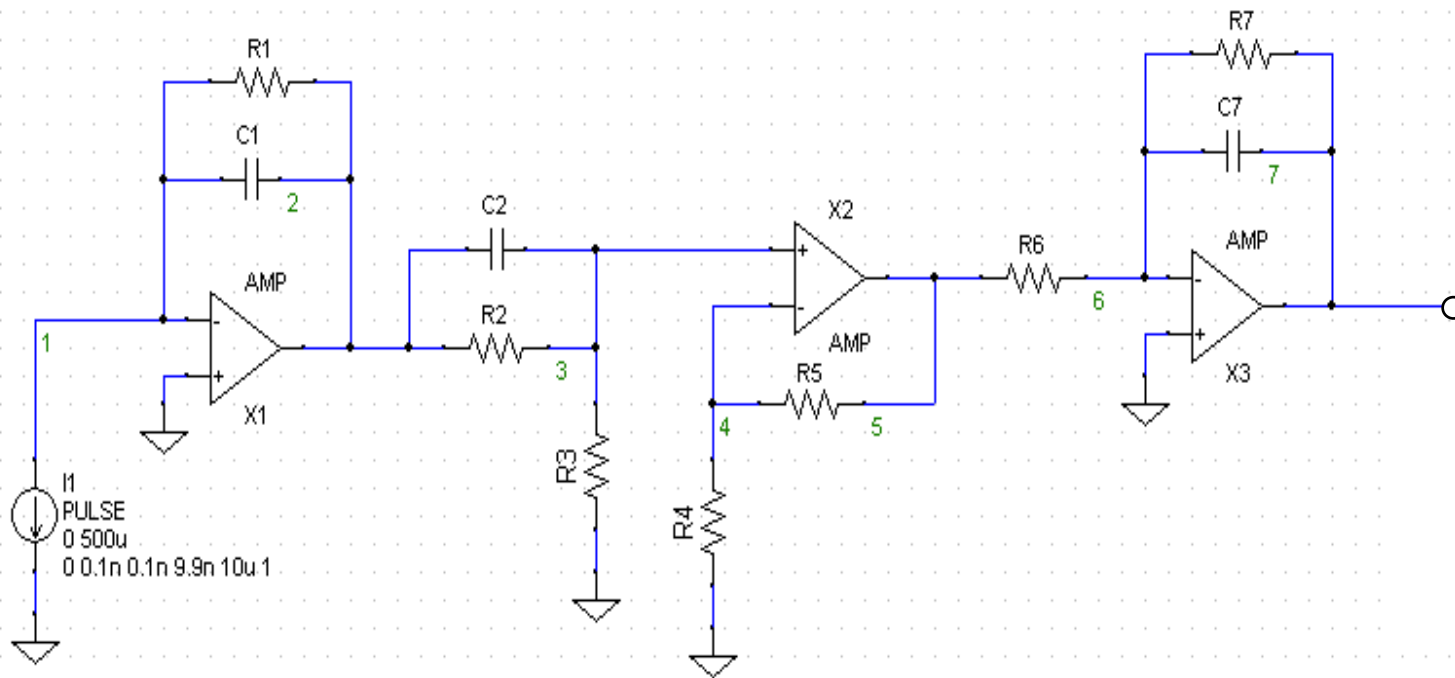 R1
C1
2
AMP
X1
1
I1
PULSE
0 500u
0 0.1n 0.1n 9.9n 10u 1
C2
R2
3
R3
X2
AMP
R5
4
5
R4
R6
6
R7
C7
7
AMP
X3